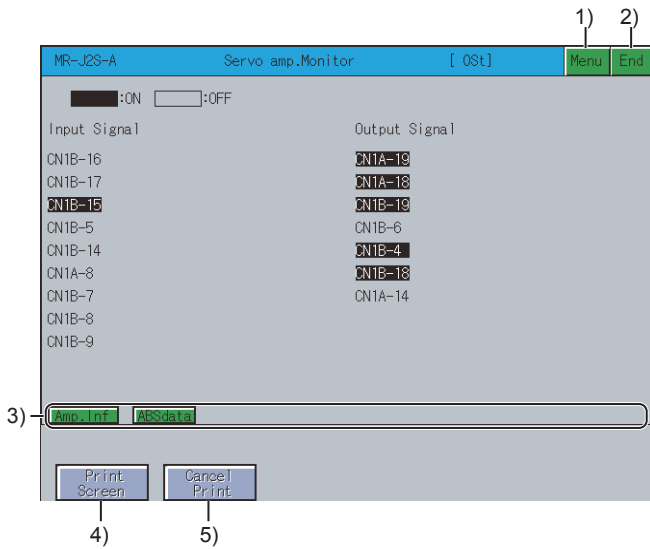 1) 2)
MR-J2S-A Servo amp.Monitor [ OSt] Menu End
:ON :OFF
Input Signal Output Signal
CN1B-16 CN1A-19
CN1B-17 CN1A-18
CN1B-15 CN1B-19
CN1B-5 CN1B-6
CN1B-14 CN1B-4
CN1A-8 CN1B-18
CN1B-7 CN1A-14
CN1B-8
CN1B-9
3) Amp.Inf ABSdata
Print Cancel
Screen Print
4) 5)